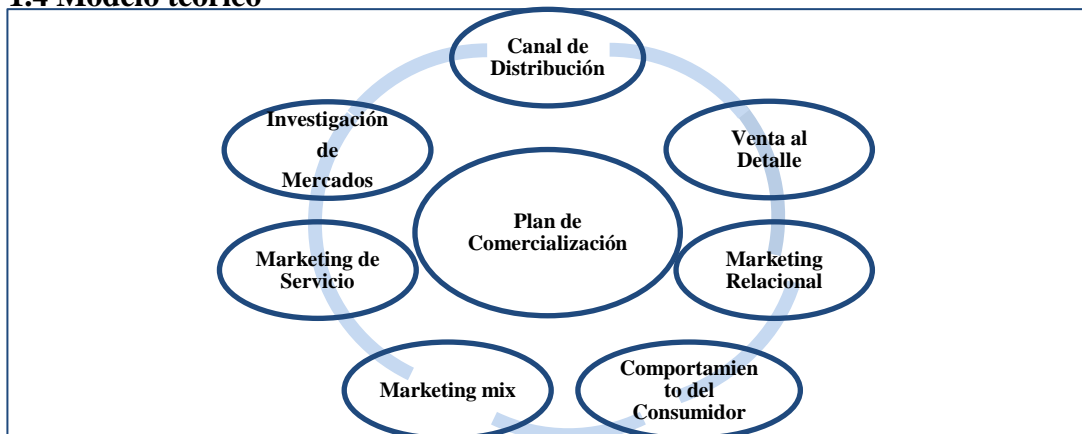 1.4 Modelo teórico
Canal de
Distribución
Investigación
de
Mercados
Venta al
Detalle
Plan de
Comercialización
Marketing de
Servicio
Marketing
Relacional
Marketing mix
Comportamien
to del
Consumidor